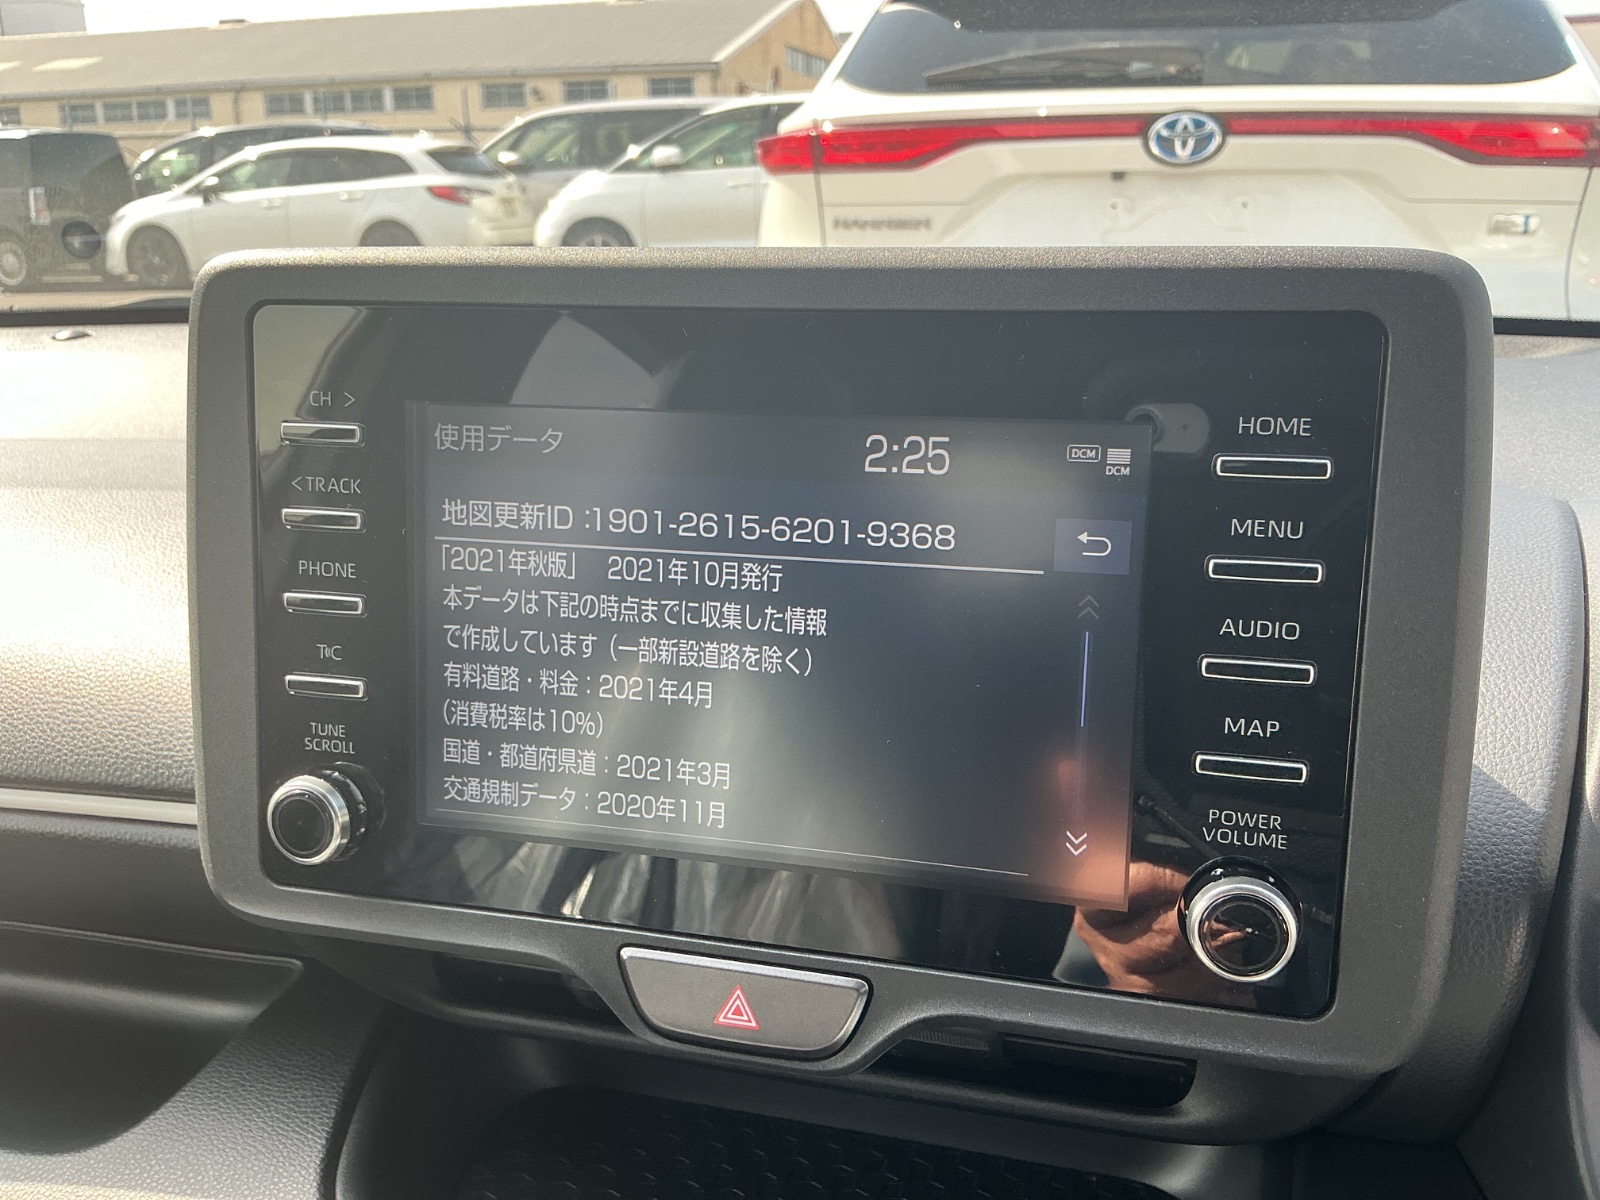 HARRIER
CH >
< TRACK
PHONE
TUNE
SCROLL
使用データ
2:25
DCM
DCM
地図更新ID :1901-2615-6201-9368
「2021年秋版」 2021年10月発行
本データは下記の時点までに収集した情報
で作成しています（一部新設道路を除く）
有料道路・料金：2021年4月
(消費税率は10%)
国道・都道府県道：2021年3月
交通規制データ：2020年11月
HOME
MENU
AUDIO
MAP
POWER
VOLUME